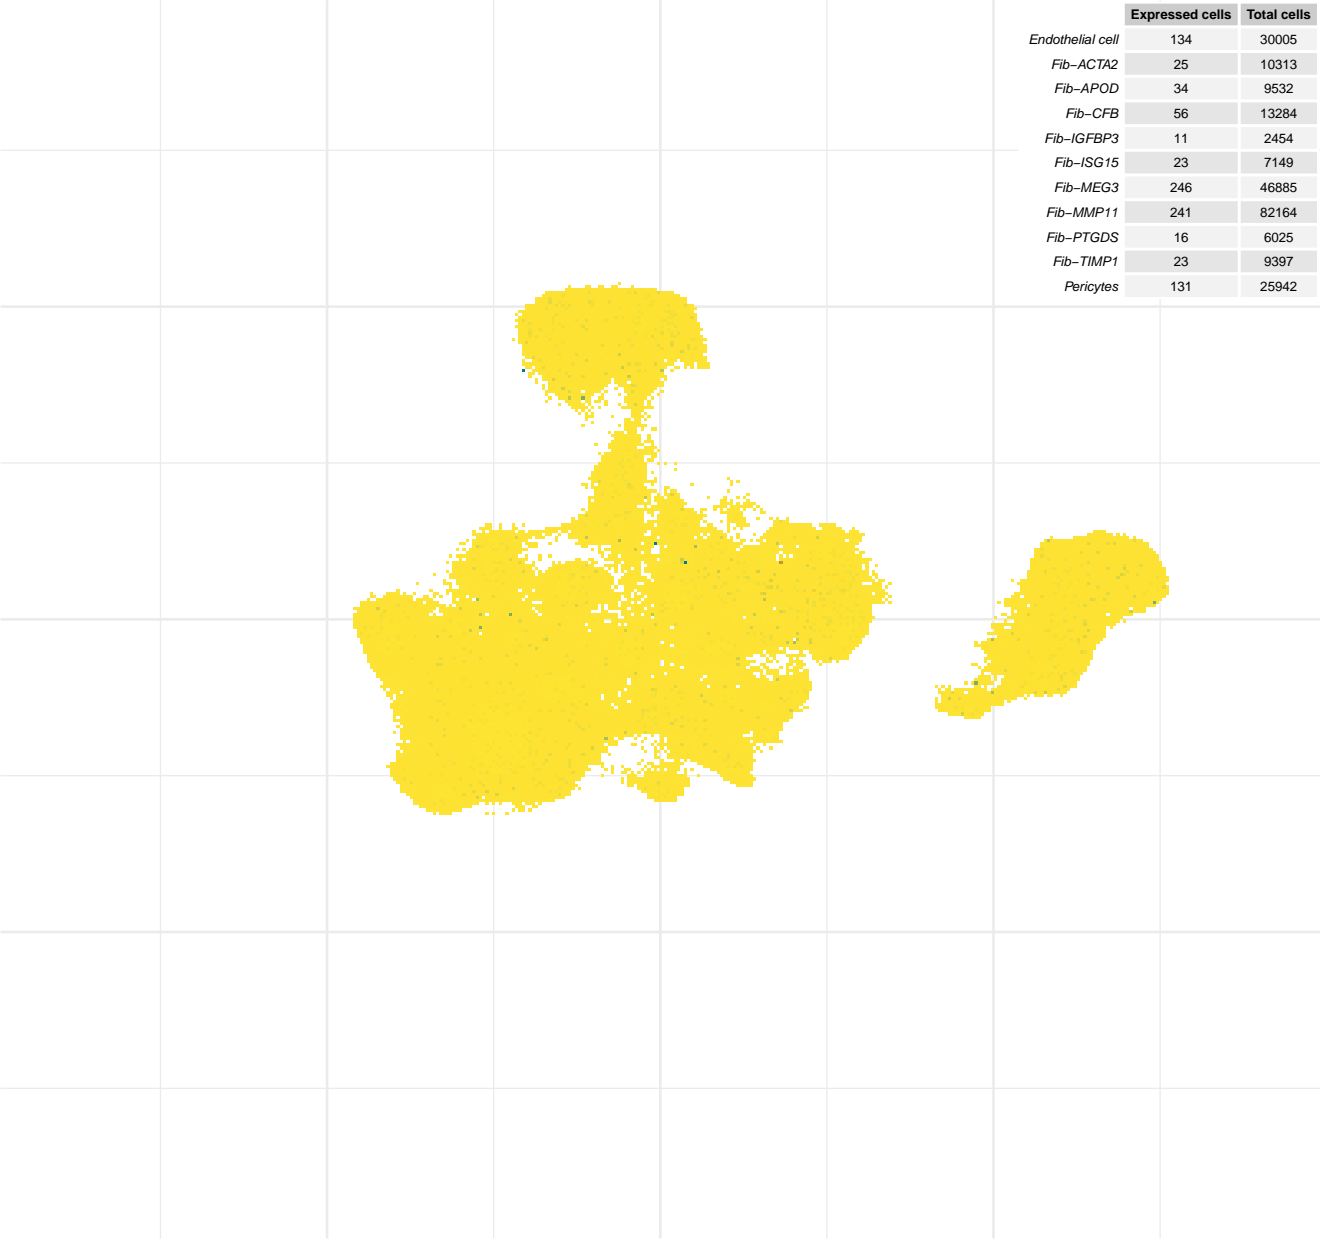 Expressed cells Total cells
Endothelial cell 134 30005
Fib−ACTA2 25 10313
Fib−APOD 34 9532
Fib−CFB 56 13284
Fib−IGFBP3 11 2454
Fib−ISG15 23 7149
Fib−MEG3 246 46885
Fib−MMP11 241 82164
Fib−PTGDS 16 6025
Fib−TIMP1 23 9397
Pericytes 131 25942